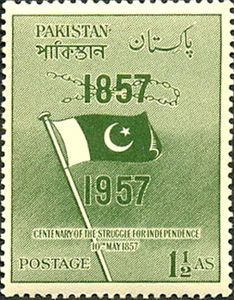 PAKISTAN
পাকিস্তান
پاکستان
1857
1957
CENTENARY OF THE STRUGGLE FOR INDEPENDENCE
10TH MAY 1857
POSTAGE
1½ AS